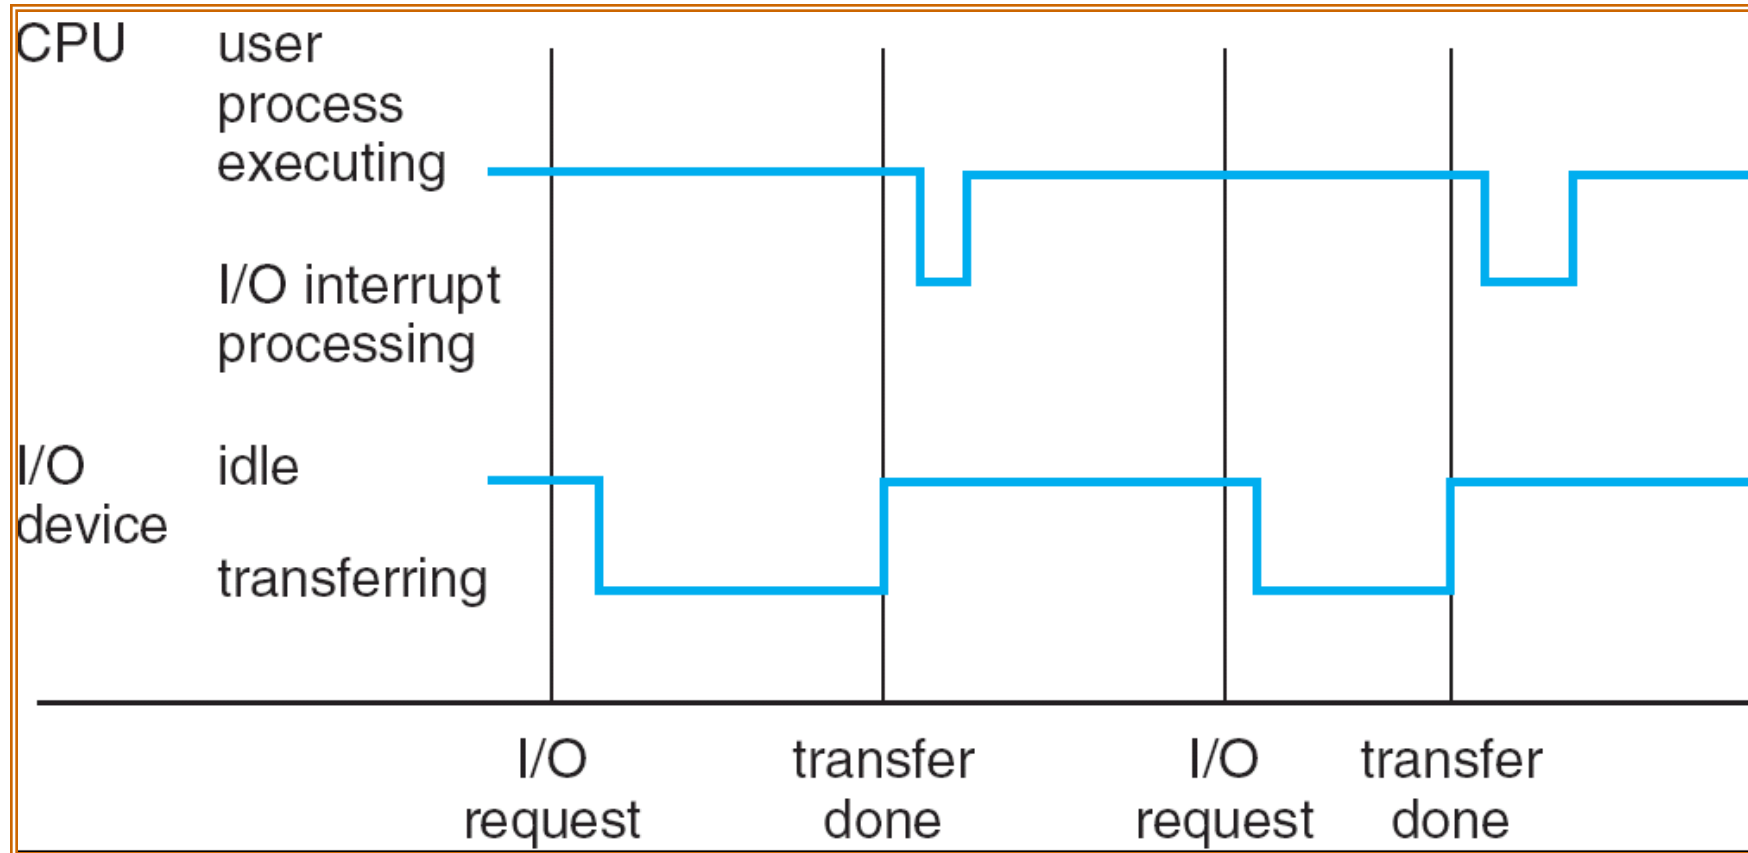 CPU
user
process
executing
I/O interrupt
processing
I/O
device
idle
transferring
I/O
request
transfer
done
I/O
request
transfer
done